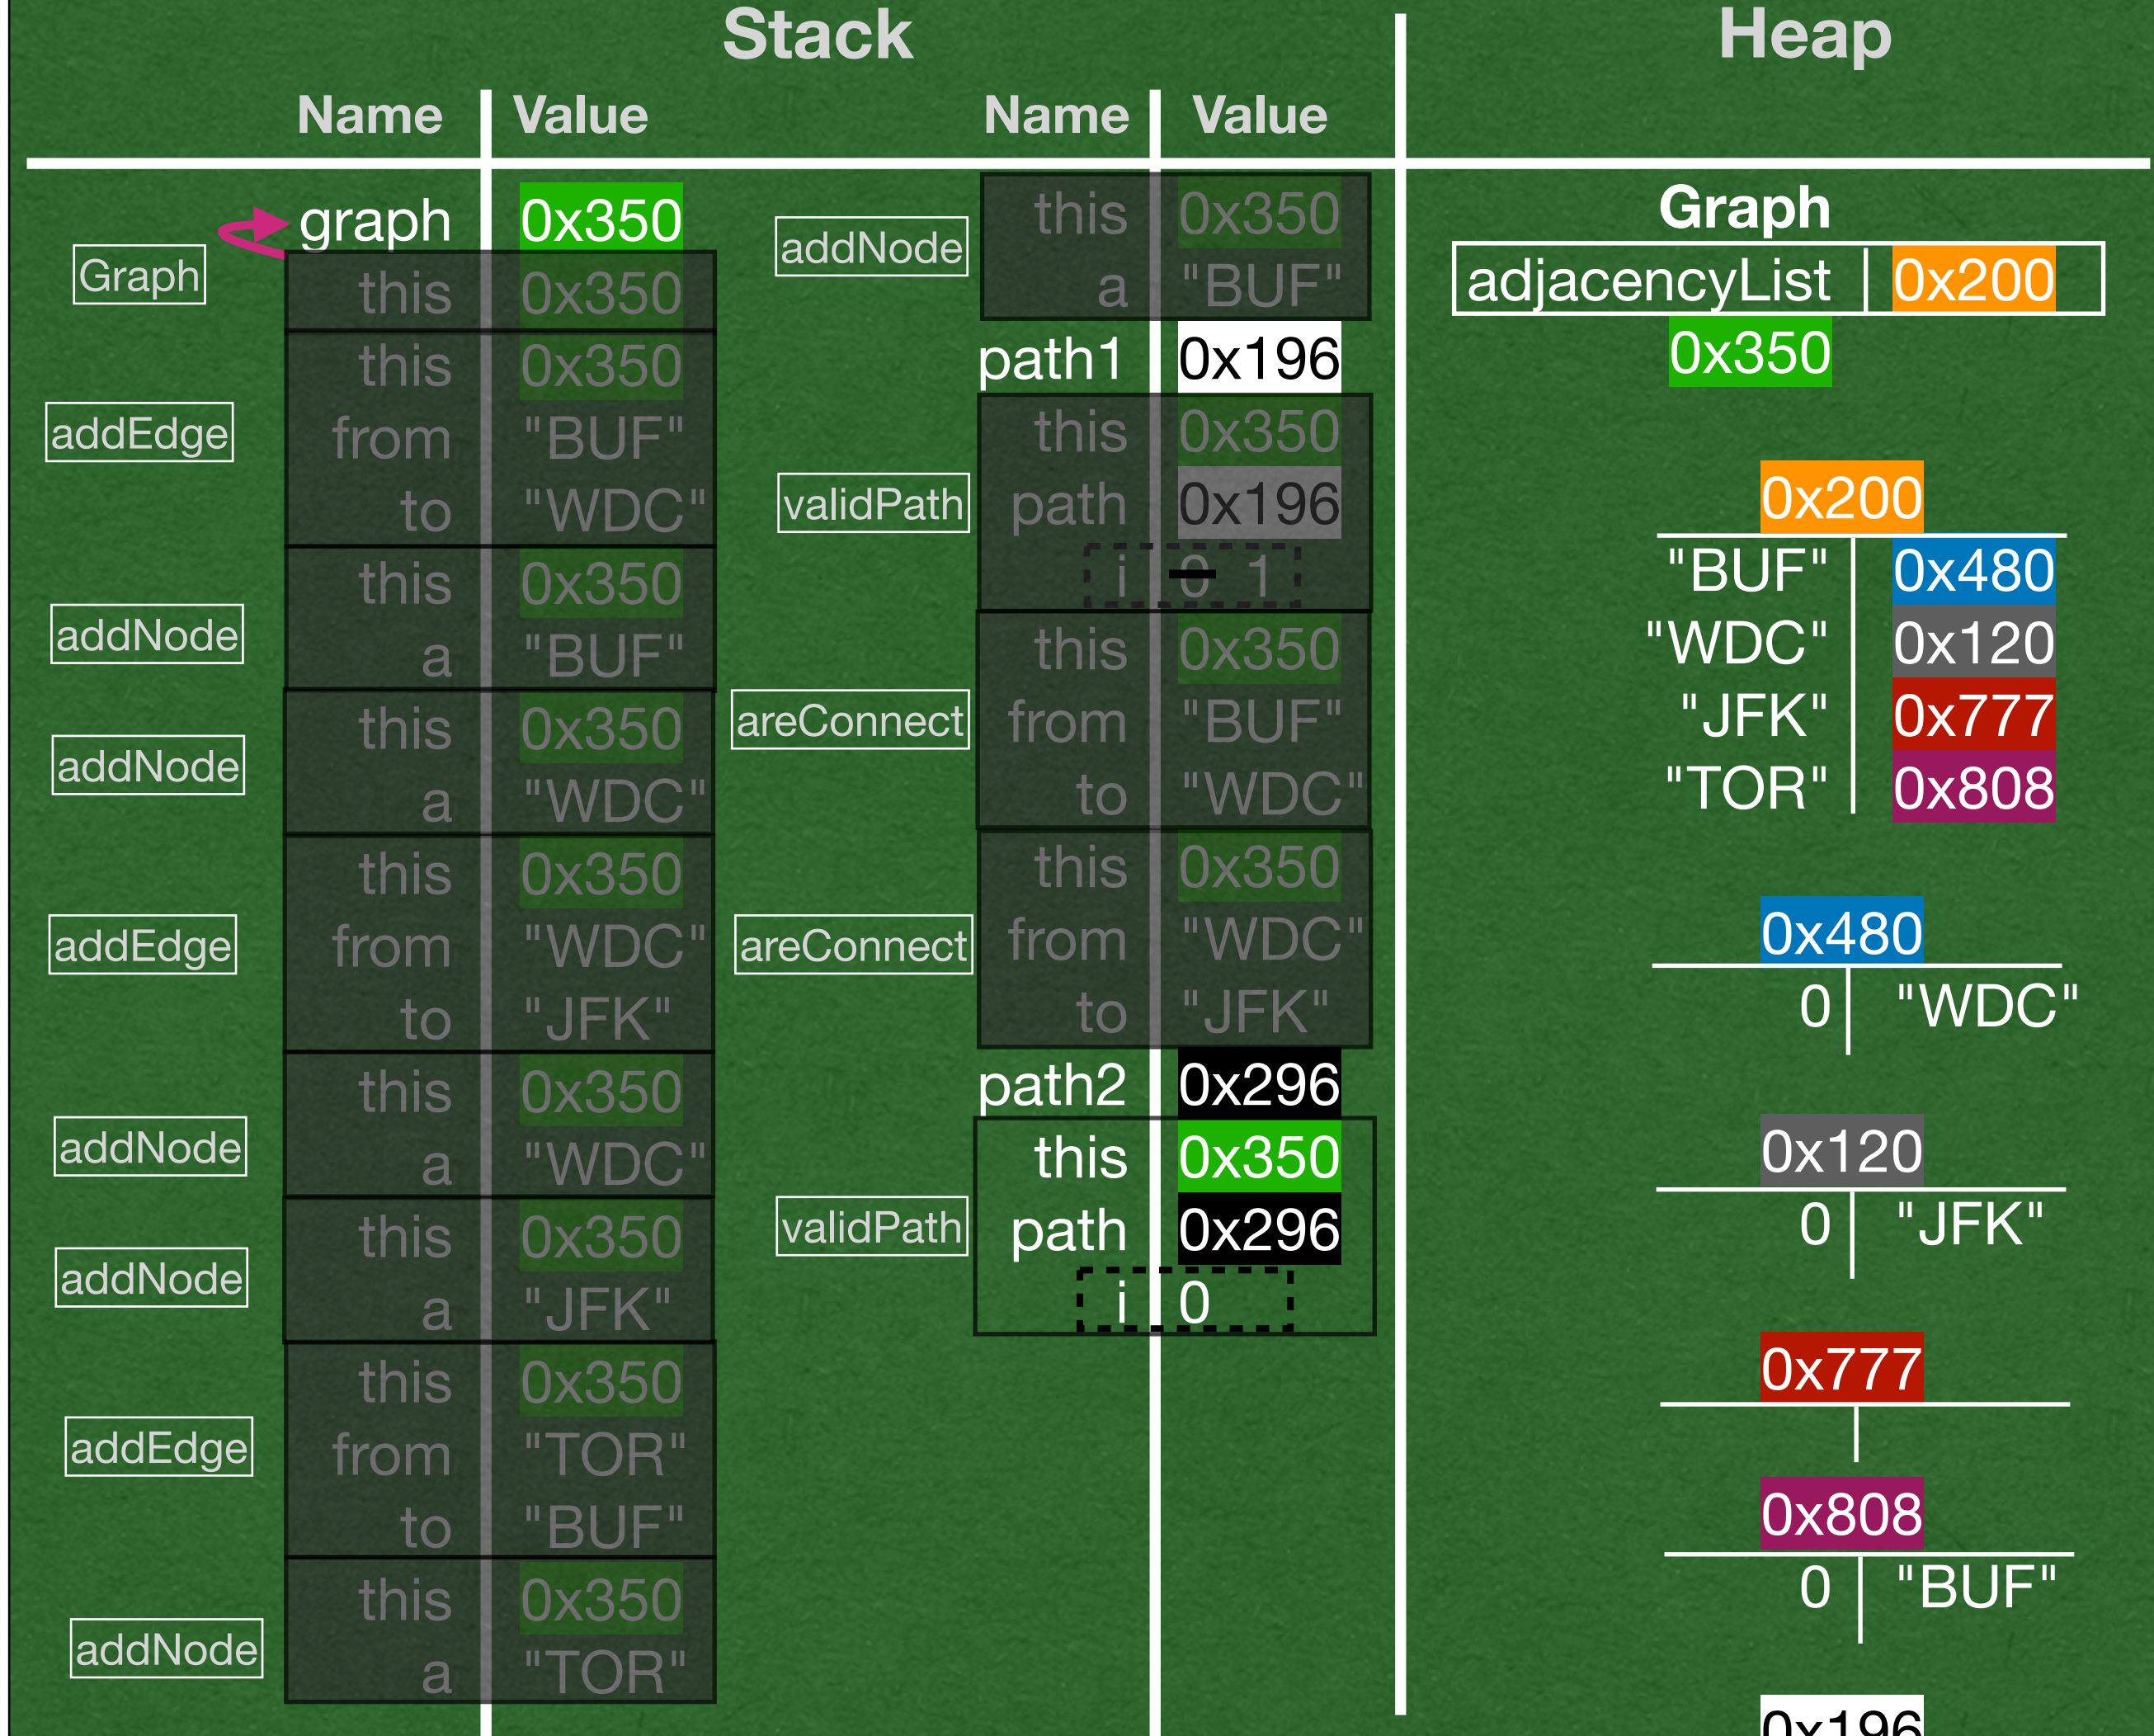 Stack
Heap
Name Value
Name Value
graph 0x350
Graph
this 0x350
addEdge
this 0x350
from "BUF"
to "WDC"
addNode
this 0x350
a "BUF"
addNode
this 0x350
a "WDC"
addEdge
this 0x350
from "WDC"
to "JFK"
addNode
this 0x350
a "WDC"
addNode
this 0x350
a "JFK"
addEdge
this 0x350
from "TOR"
to "BUF"
addNode
this 0x350
a "TOR"
addNode
this 0x350
a "BUF"
path1 0x196
validPath
this 0x350
path 0x196
i 0 1
areConnect
this 0x350
from "BUF"
to "WDC"
areConnect
this 0x350
from "WDC"
to "JFK"
path2 0x296
validPath
this 0x350
path 0x296
i 0
Graph
adjacencyList 0x200
0x350
0x200
"BUF" 0x480
"WDC" 0x120
"JFK" 0x777
"TOR" 0x808
0x480
0 "WDC"
0x120
0 "JFK"
0x777
0x808
0 "BUF"
0x196